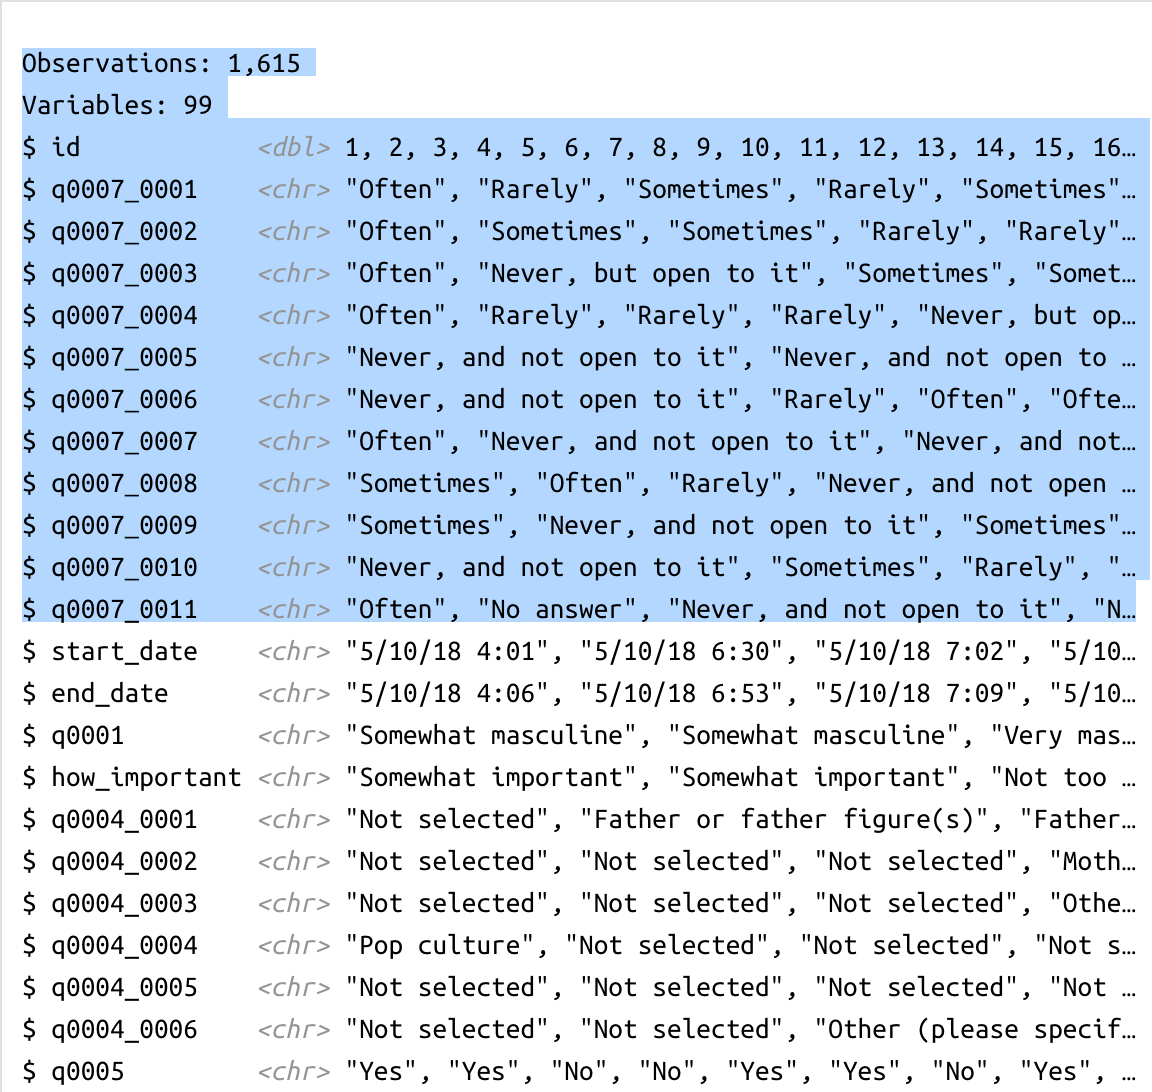 Observations: 1,615
Variables: 99
$ id <dbl> 1, 2, 3, 4, 5, 6, 7, 8, 9, 10, 11, 12, 13, 14, 15, 16…
$ q0007_0001 <chr> "Often", "Rarely", "Sometimes", "Rarely", "Sometimes"…
$ q0007_0002 <chr> "Often", "Sometimes", "Sometimes", "Rarely", "Rarely"…
$ q0007_0003 <chr> "Often", "Never, but open to it", "Sometimes", "Somet…
$ q0007_0004 <chr> "Often", "Rarely", "Rarely", "Rarely", "Never, but op…
$ q0007_0005 <chr> "Never, and not open to it", "Never, and not open to …
$ q0007_0006 <chr> "Never, and not open to it", "Rarely", "Often", "Ofte…
$ q0007_0007 <chr> "Often", "Never, and not open to it", "Never, and not…
$ q0007_0008 <chr> "Sometimes", "Often", "Rarely", "Never, and not open …
$ q0007_0009 <chr> "Sometimes", "Never, and not open to it", "Sometimes"…
$ q0007_0010 <chr> "Never, and not open to it", "Sometimes", "Rarely", "…
$ q0007_0011 <chr> "Often", "No answer", "Never, and not open to it", "N…
$ start_date <chr> "5/10/18 4:01", "5/10/18 6:30", "5/10/18 7:02", "5/10…
$ end_date <chr> "5/10/18 4:06", "5/10/18 6:53", "5/10/18 7:09", "5/10…
$ q0001 <chr> "Somewhat masculine", "Somewhat masculine", "Very mas…
$ how_important <chr> "Somewhat important", "Somewhat important", "Not too …
$ q0004_0001 <chr> "Not selected", "Father or father figure(s)", "Father…
$ q0004_0002 <chr> "Not selected", "Not selected", "Not selected", "Moth…
$ q0004_0003 <chr> "Not selected", "Not selected", "Not selected", "Othe…
$ q0004_0004 <chr> "Pop culture", "Not selected", "Not selected", "Not s…
$ q0004_0005 <chr> "Not selected", "Not selected", "Not selected", "Not …
$ q0004_0006 <chr> "Not selected", "Not selected", "Other (please specif…
$ q0005 <chr> "Yes", "Yes", "No", "No", "Yes", "Yes", "No", "Yes", …